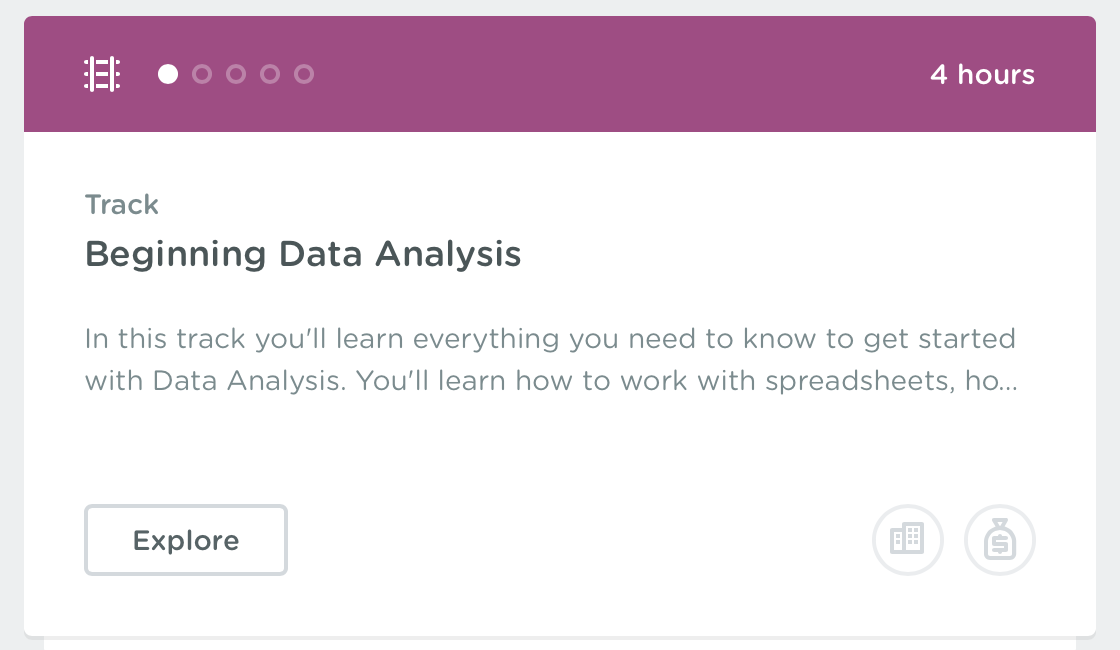 4 hours
Track
Beginning Data Analysis
In this track you'll learn everything you need to know to get started
with Data Analysis. You'll learn how to work with spreadsheets, ho...
Explore